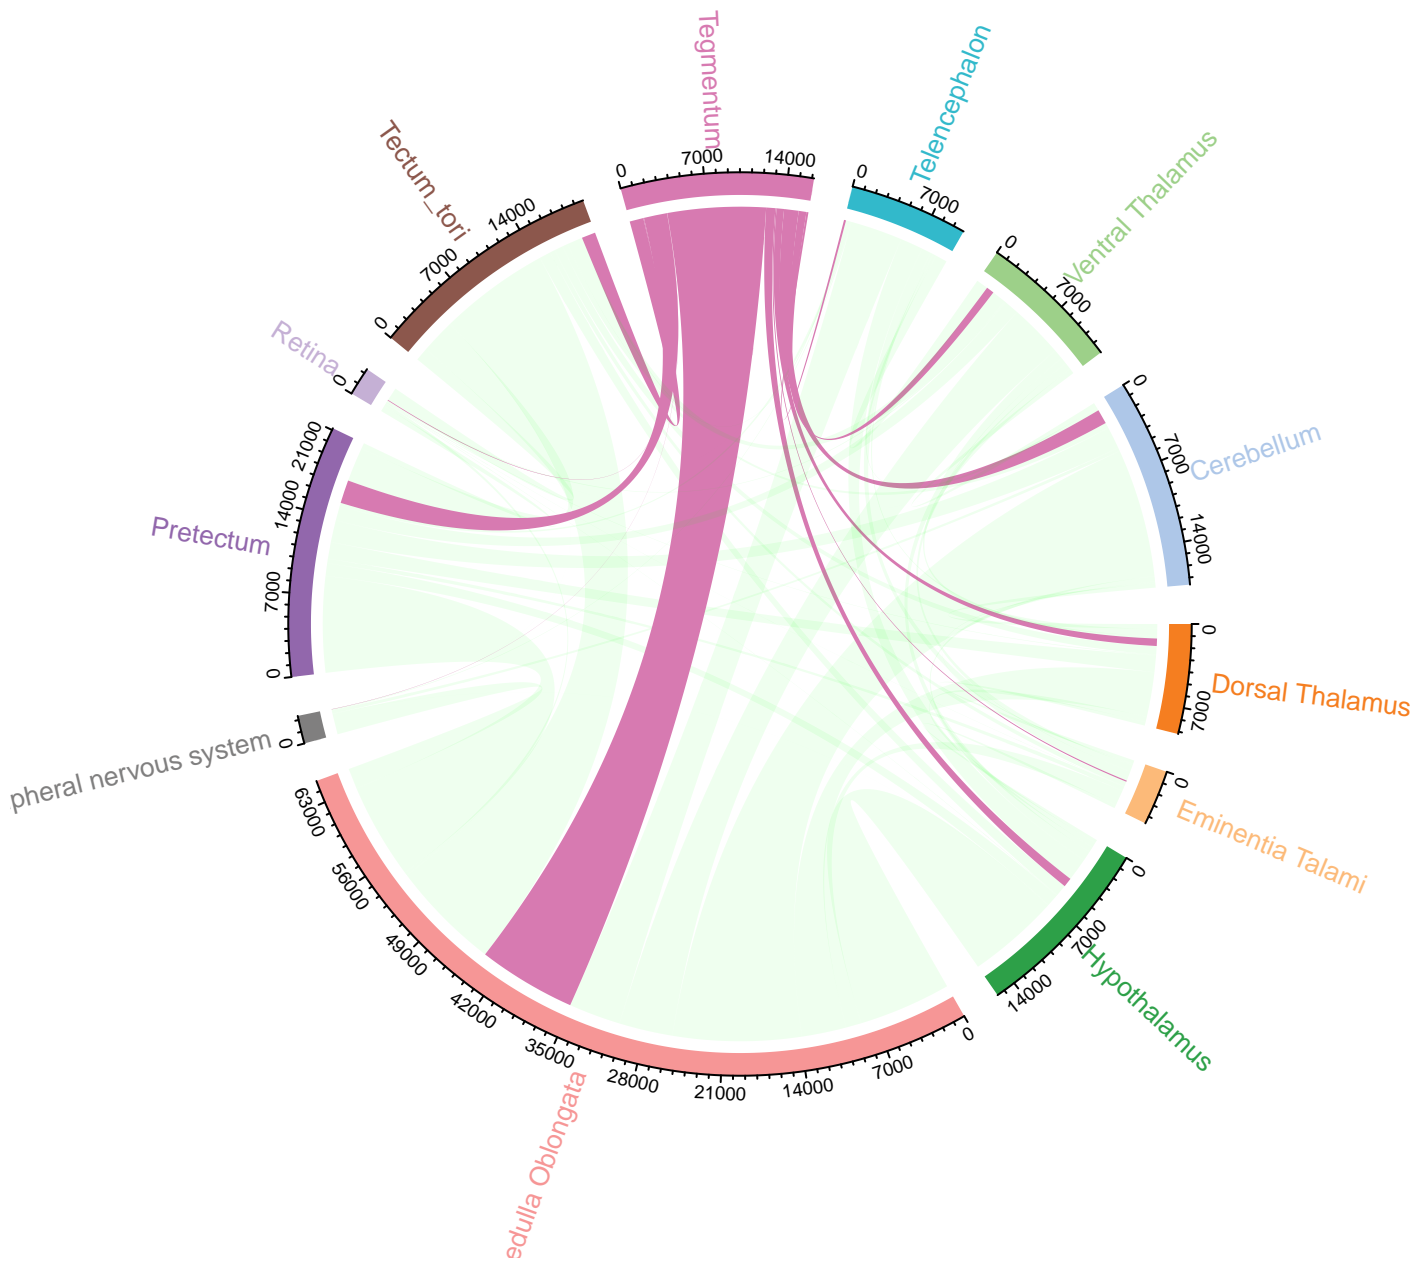 Tegmentum
0
7000
14000
Telencephalon
0
7000
Ventral Thalamus
0
7000
Cerebellum
0
7000
14000
Dorsal Thalamus
0
7000
Eminentia Talami
0
Hypothalamus
0
7000
14000
edulla Oblongata
0
7000
14000
21000
28000
35000
42000
49000
56000
63000
pheral nervous system
0
Pretectum
0
7000
14000
21000
Retina
0
Tectum_tori
0
7000
14000